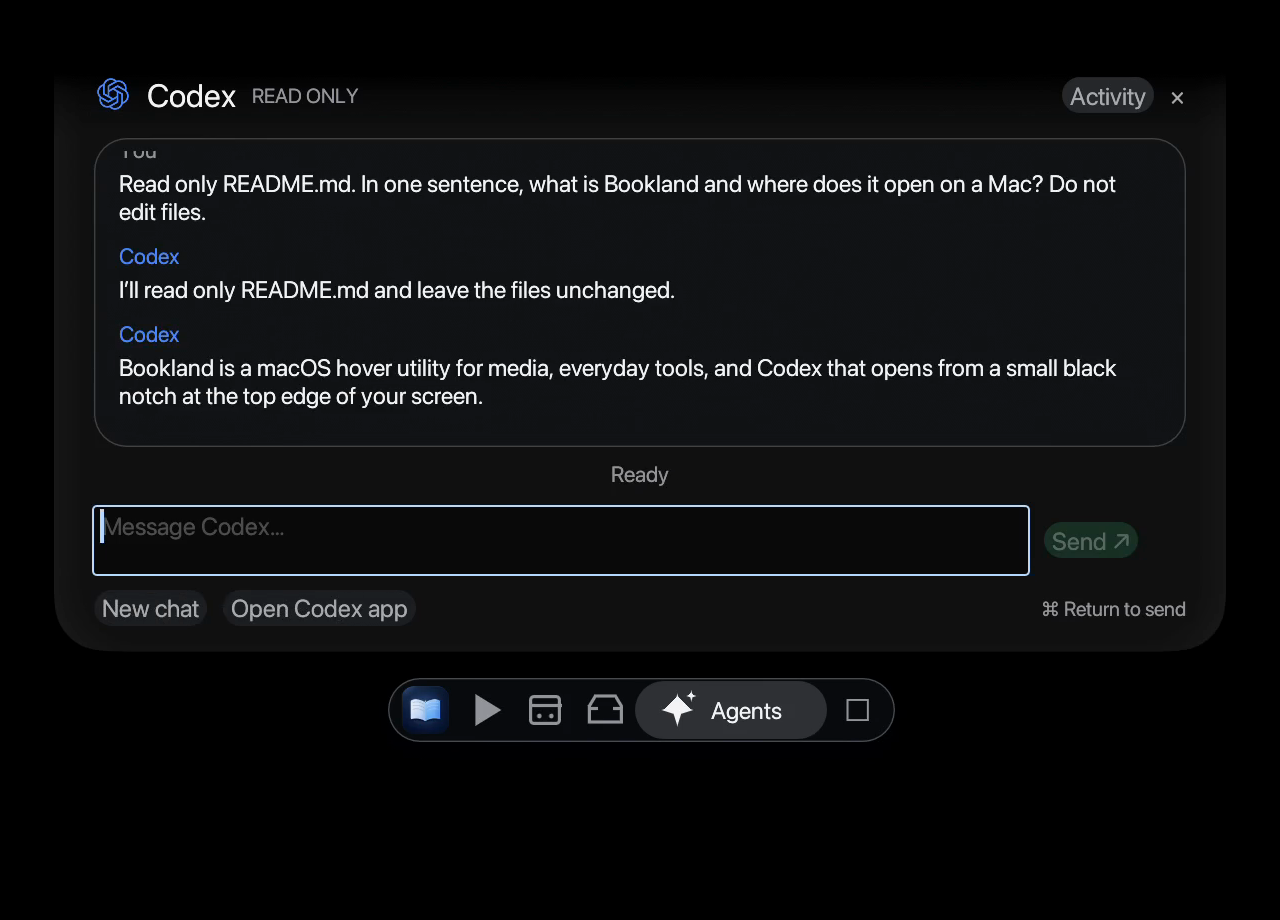 Codex READ ONLY
Activity ×
You
Read only README.md. In one sentence, what is Bookland and where does it open on a Mac? Do not
edit files.
Codex
I’ll read only README.md and leave the files unchanged.
Codex
Bookland is a macOS hover utility for media, everyday tools, and Codex that opens from a small black
notch at the top edge of your screen.
Ready
Message Codex...
Send ↗
New chat
Open Codex app
⌘ Return to send
Agents